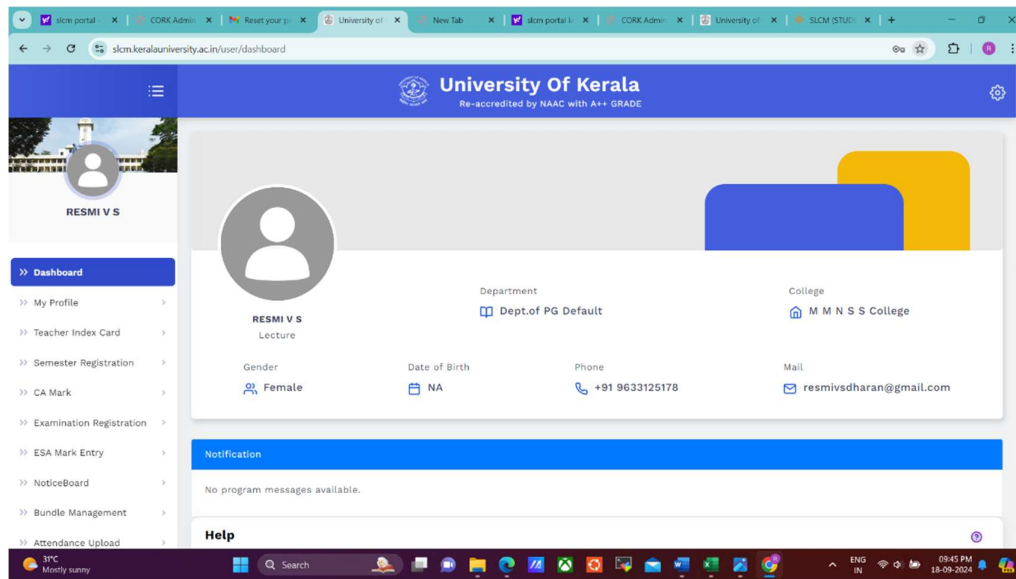 slcm portal
CORK Admin
Reset your p
University of
New Tab
slcm portal
CORK Admin
University of
SLCM (STUDE
slcm.keralauniversity.ac.in/user/dashboard
R
University Of Kerala
Re-accredited by NAAC with A++ GRADE
RESMI V S
Dashboard
My Profile
Teacher Index Card
Semester Registration
CA Mark
Examination Registration
ESA Mark Entry
NoticeBoard
Bundle Management
Attendance Upload
RESMI V S
Lecture
Department
Dept.of PG Default
College
M M N S S College
Gender
Female
Date of Birth
NA
Phone
+91 9633125178
Mail
resmivsdharan@gmail.com
Notification
No program messages available.
Help
31°C
Mostly sunny
Search
ENG
IN
09:45 PM
18-09-2024